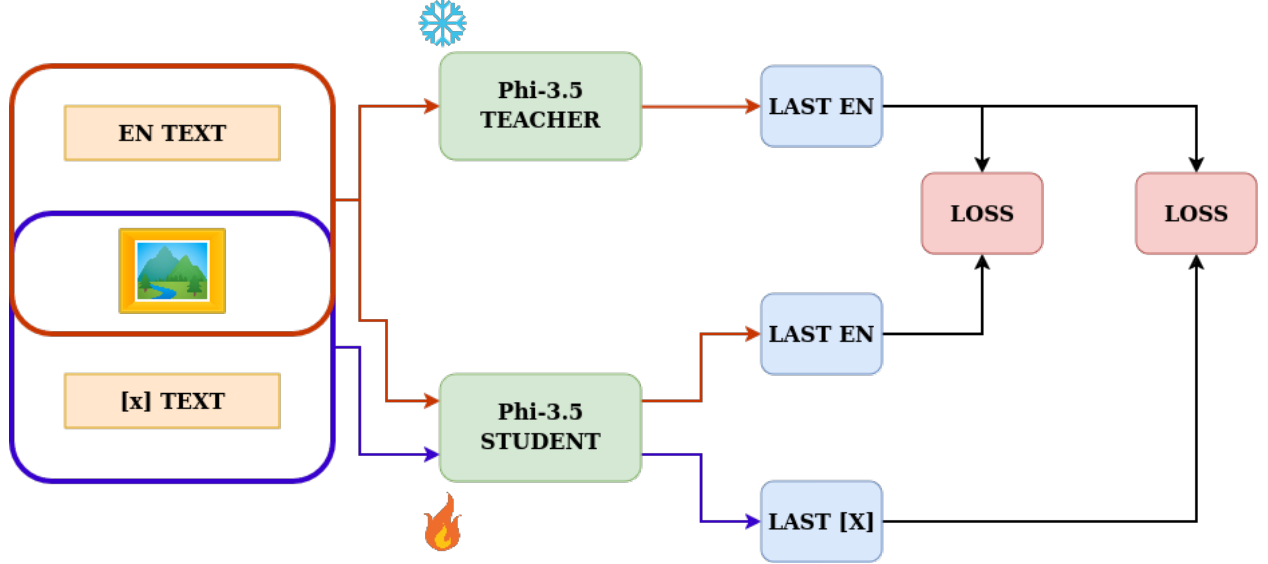 EN TEXT
[x] TEXT
Phi-3.5
TEACHER
Phi-3.5
STUDENT
LAST EN
LAST EN
LAST [X]
LOSS
LOSS